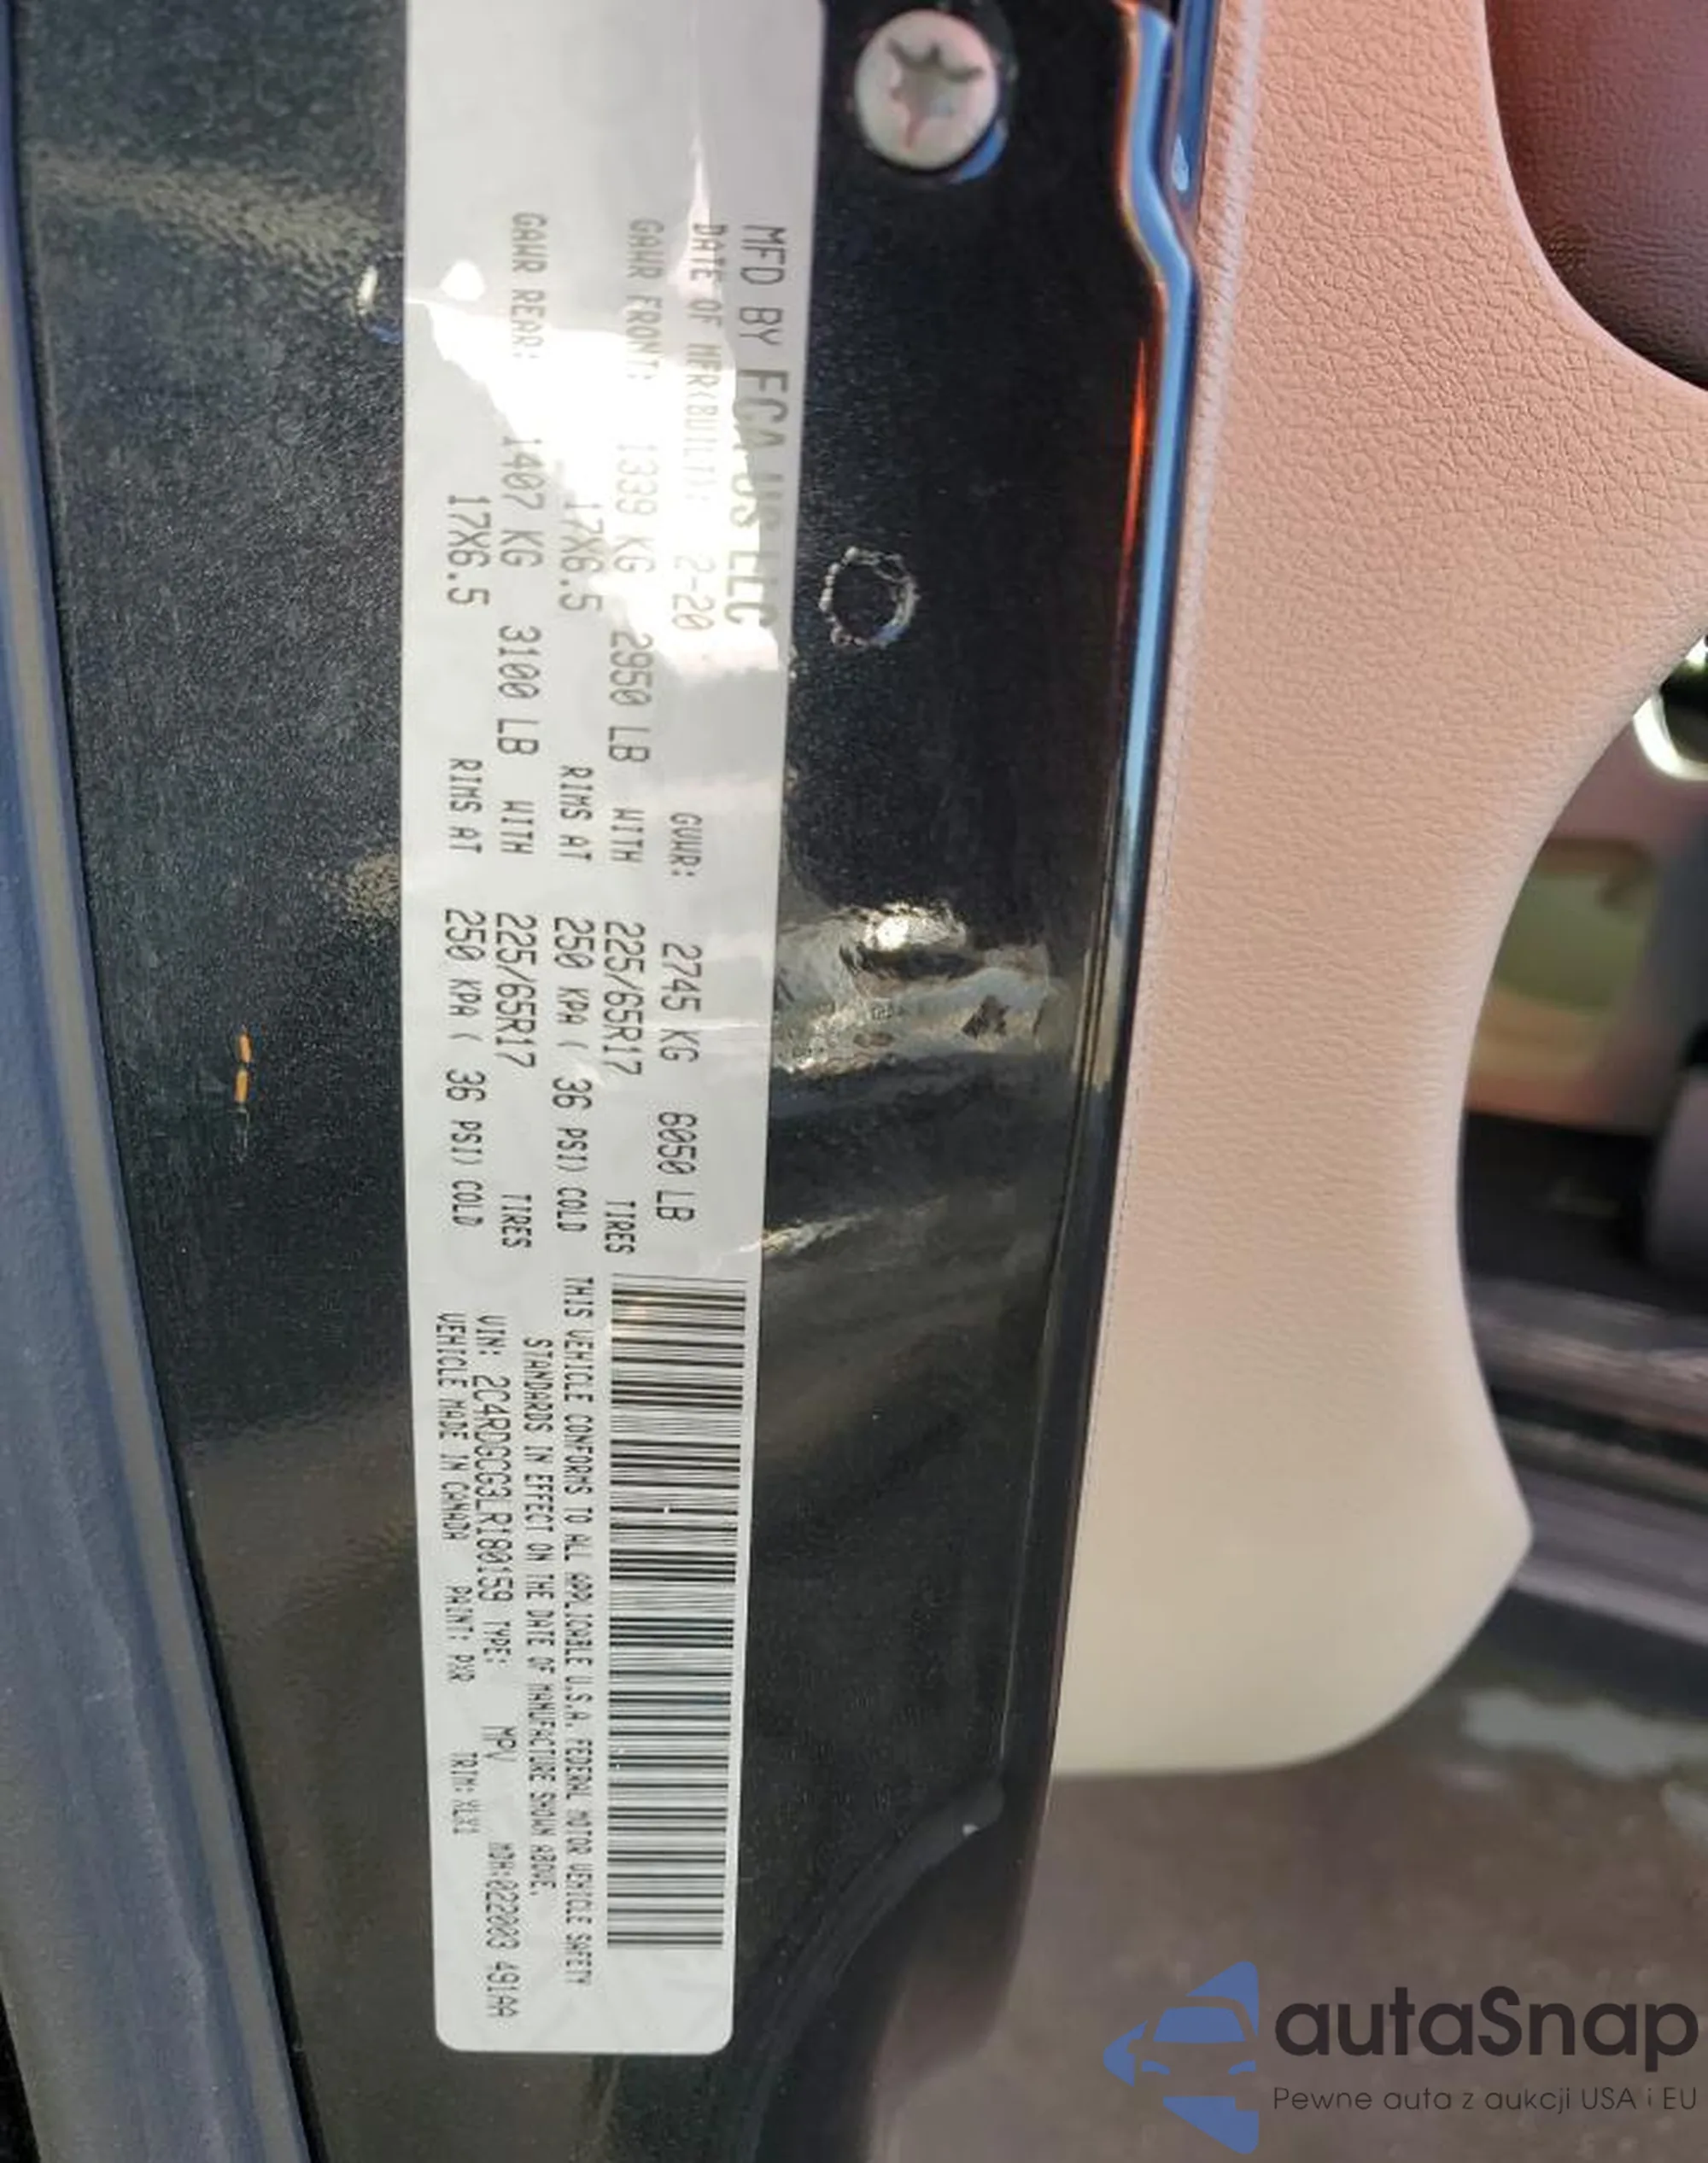 MFD BY FCA US LLC
DATE OF MFR(BUILT): 2-20 GVWR: 2745 KG 6050 LB
GAWR FRONT: 1339 KG 2950 LB WITH 225/65R17 TIRES
17X6.5 RIMS AT 250 KPA ( 36 PSI) COLD
GAWR REAR: 1407 KG 3100 LB WITH 225/65R17 TIRES
17X6.5 RIMS AT 250 KPA ( 36 PSI) COLD
THIS VEHICLE CONFORMS TO ALL APPLICABLE U.S.A. FEDERAL MOTOR VEHICLE SAFETY
STANDARDS IN EFFECT ON THE DATE OF MANUFACTURE SHOWN ABOVE.
VIN: 2C4RDGCG3LR180159 TYPE: MPV MDH:022003 491AA
VEHICLE MADE IN CANADA PAINT: PXR TRIM:
autaSnap
Pewne auta z aukcji USA i EU